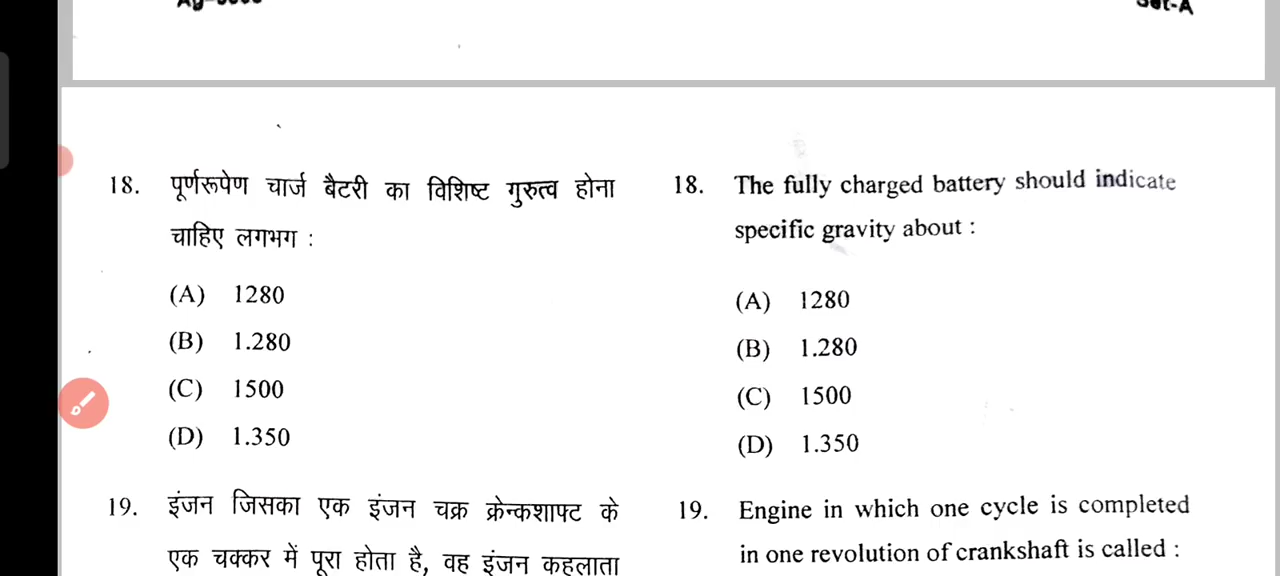 Set-A
18. पूर्णरूपेण चार्ज बैटरी का विशिष्ट गुरुत्व होना
चाहिए लगभग :
(A) 1280
(B) 1.280
(C) 1500
(D) 1.350
19. इंजन जिसका एक इंजन चक्र क्रेन्कशाफ्ट के
एक चक्कर में पूरा होता है, वह इंजन कहलाता
18. The fully charged battery should indicate
specific gravity about :
(A) 1280
(B) 1.280
(C) 1500
(D) 1.350
19. Engine in which one cycle is completed
in one revolution of crankshaft is called :